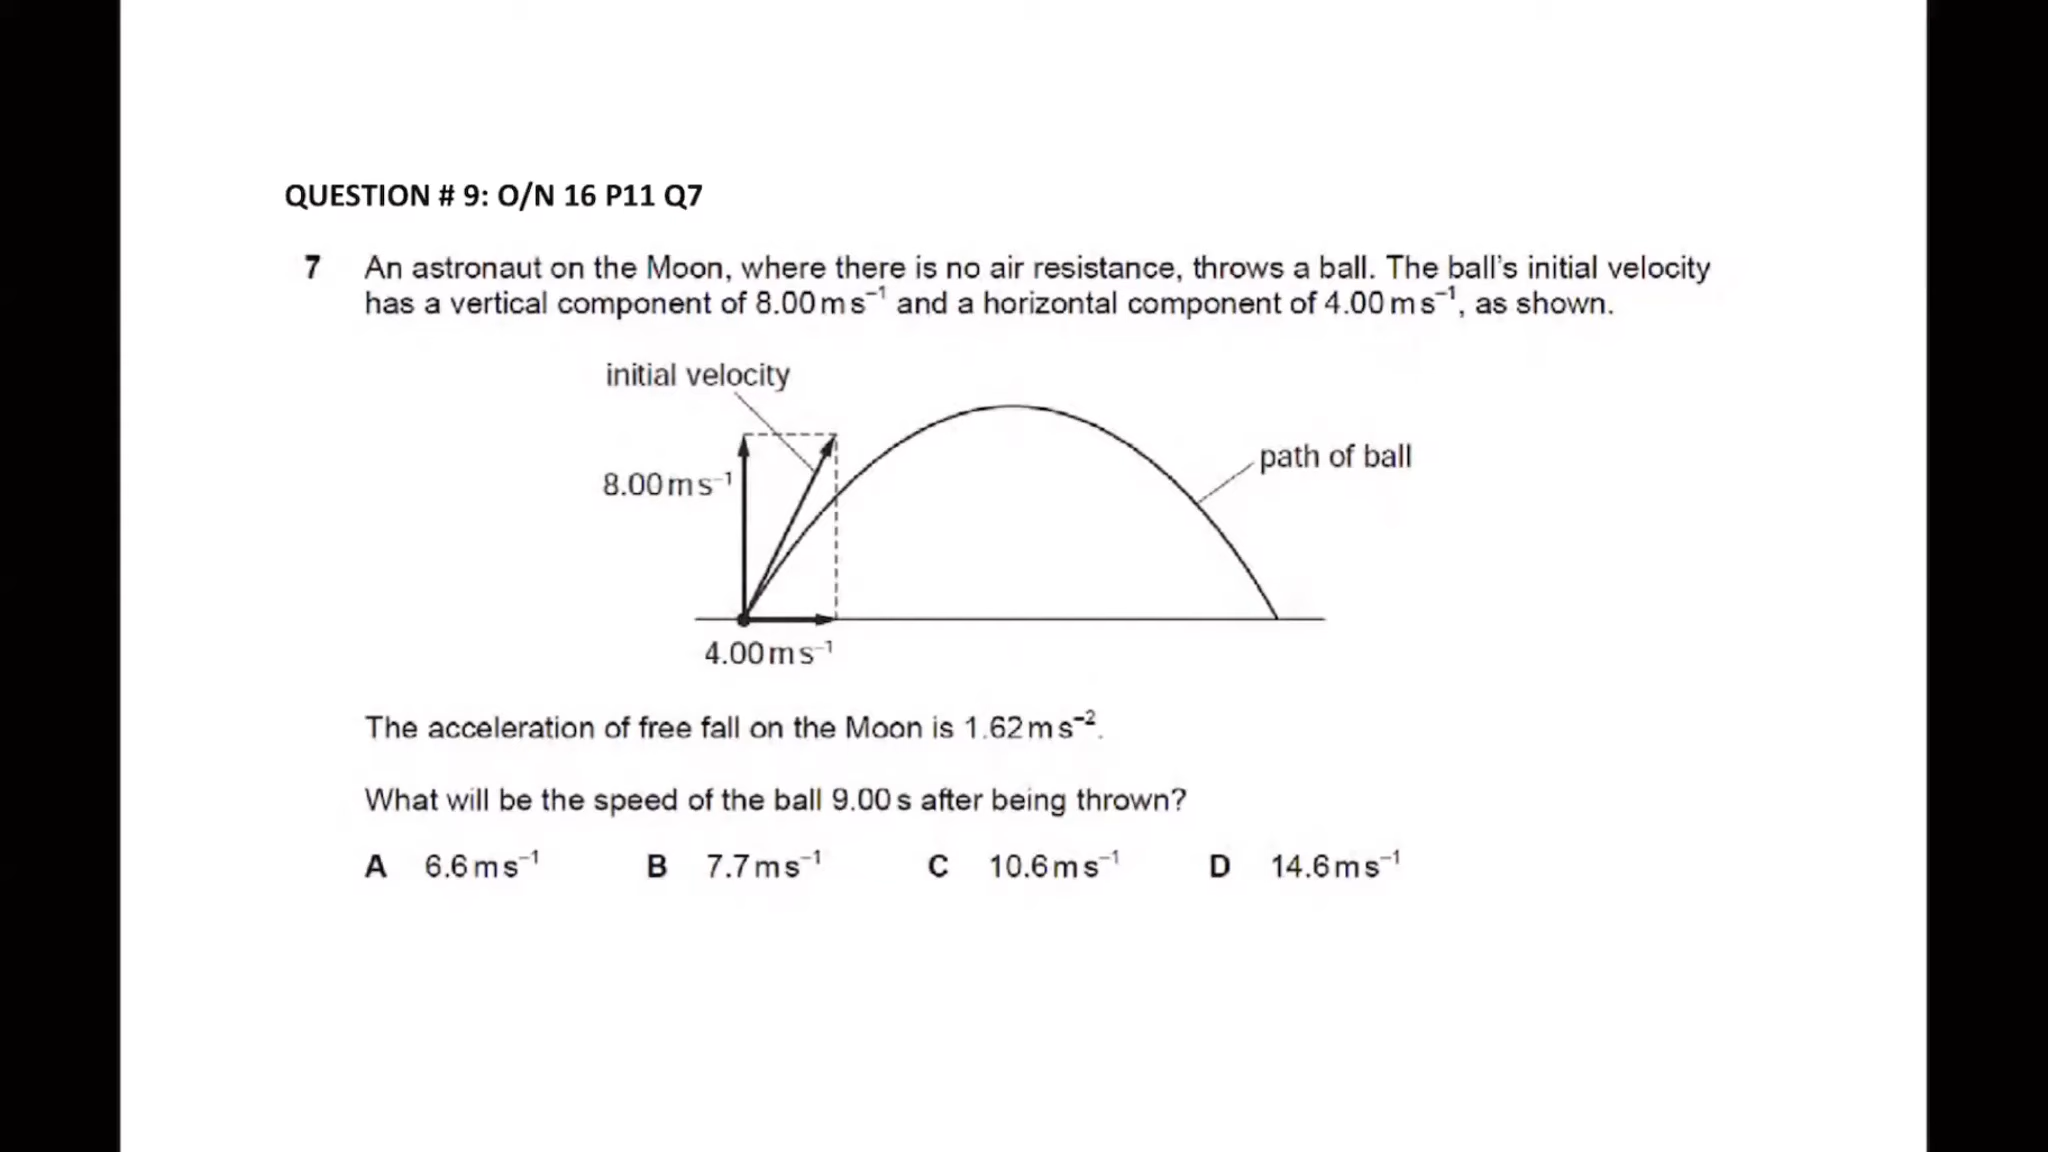 QUESTION # 9: O/N 16 P11 Q7
7 An astronaut on the Moon, where there is no air resistance, throws a ball. The ball's initial velocity
has a vertical component of 8.00 m s⁻¹ and a horizontal component of 4.00 m s⁻¹, as shown.
initial velocity
path of ball
8.00 m s⁻¹
4.00 m s⁻¹
The acceleration of free fall on the Moon is 1.62 m s⁻².
What will be the speed of the ball 9.00 s after being thrown?
A 6.6 m s⁻¹ B 7.7 m s⁻¹ C 10.6 m s⁻¹ D 14.6 m s⁻¹